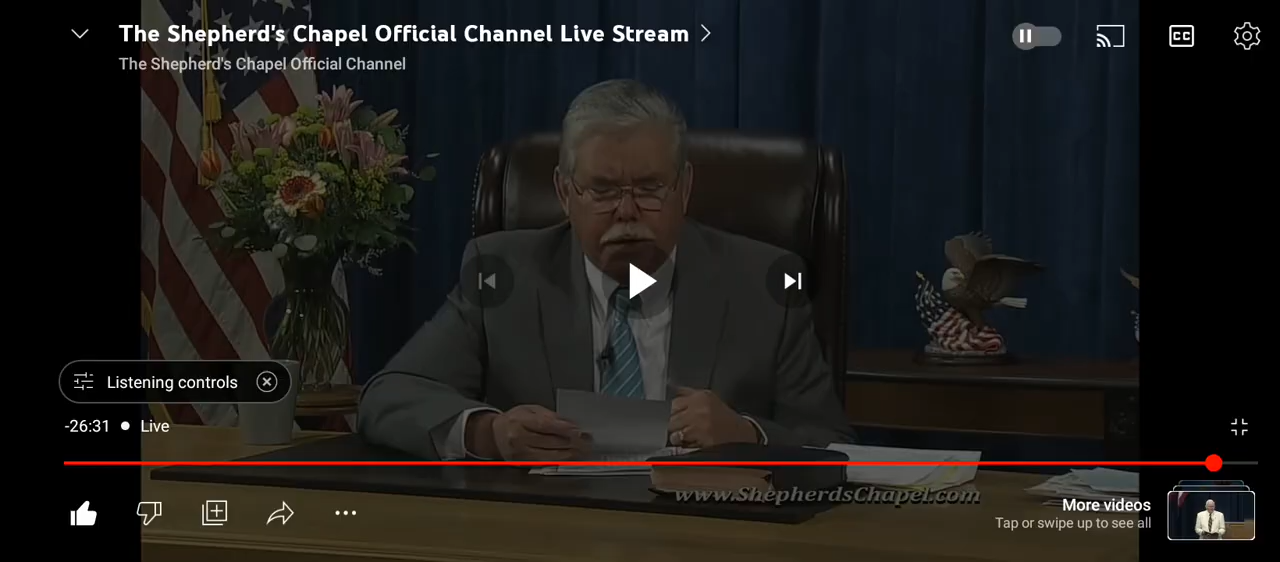 The Shepherd's Chapel Official Channel Live Stream
The Shepherd's Chapel Official Channel
CC
Listening controls
-26:31 • Live
www.ShepherdsChapel.com
More videos
Tap or swipe up to see all